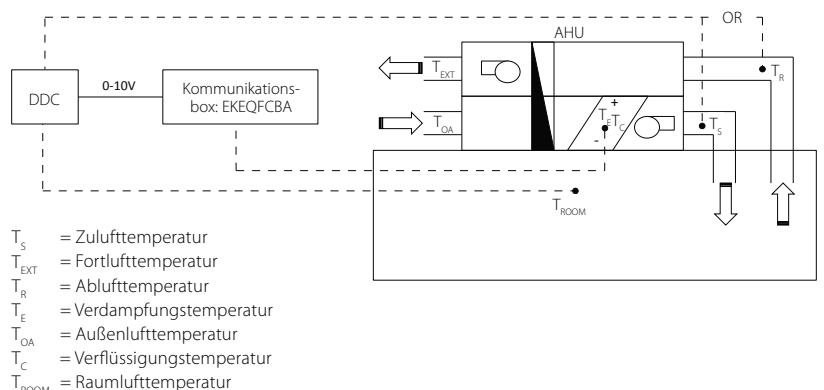 OR
AHU
T_EXT
T_R
DDC
0-10V
Kommunikations-
box: EKEQFCBA
+
T_E T_C
-
T_OA
T_S
T_ROOM
T_S = Zulufttemperatur
T_EXT = Fortlufttemperatur
T_R = Ablufttemperatur
T_E = Verdampfungstemperatur
T_OA = Außenlufttemperatur
T_C = Verflüssigungstemperatur
T_ROOM = Raumlufttemperatur